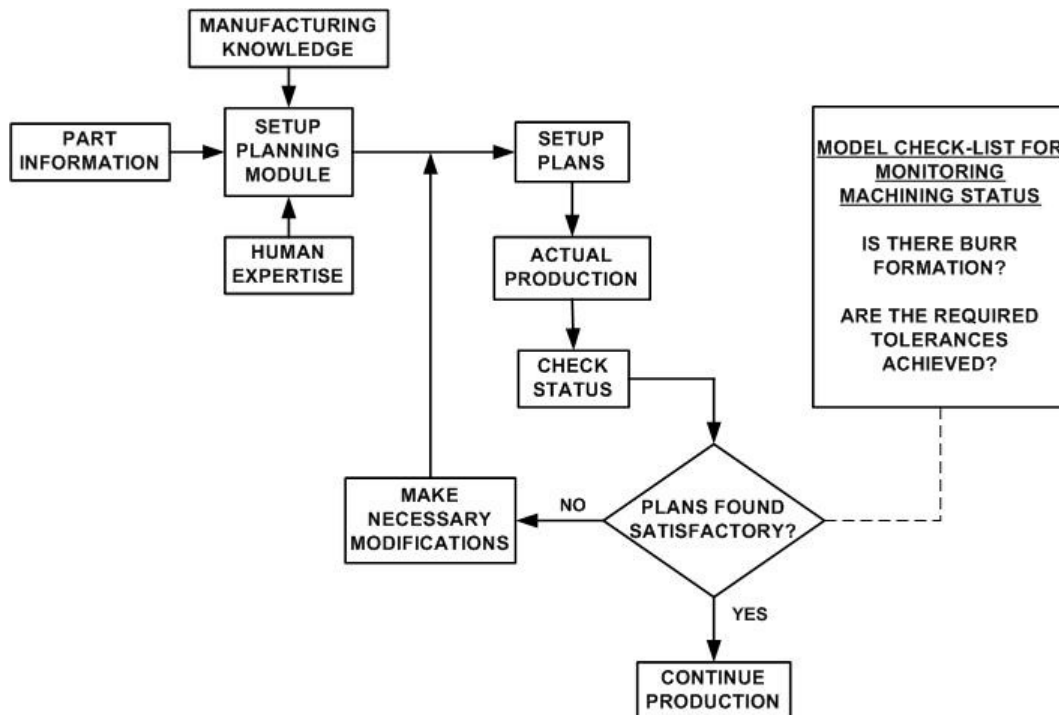 MANUFACTURING
KNOWLEDGE
PART
INFORMATION
SETUP
PLANNING
MODULE
HUMAN
EXPERTISE
SETUP
PLANS
ACTUAL
PRODUCTION
CHECK
STATUS
MODEL CHECK-LIST FOR
MONITORING
MACHINING STATUS
IS THERE BURR
FORMATION?
ARE THE REQUIRED
TOLERANCES
ACHIEVED?
MAKE
NECESSARY
MODIFICATIONS
NO
PLANS FOUND
SATISFACTORY?
YES
CONTINUE
PRODUCTION